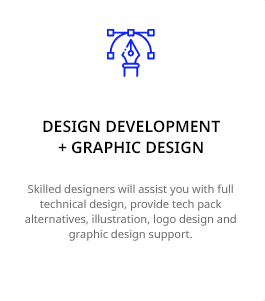 DESIGN DEVELOPMENT
+ GRAPHIC DESIGN
Skilled designers will assist you with full
technical design, provide tech pack
alternatives, illustration, logo design and
graphic design support.